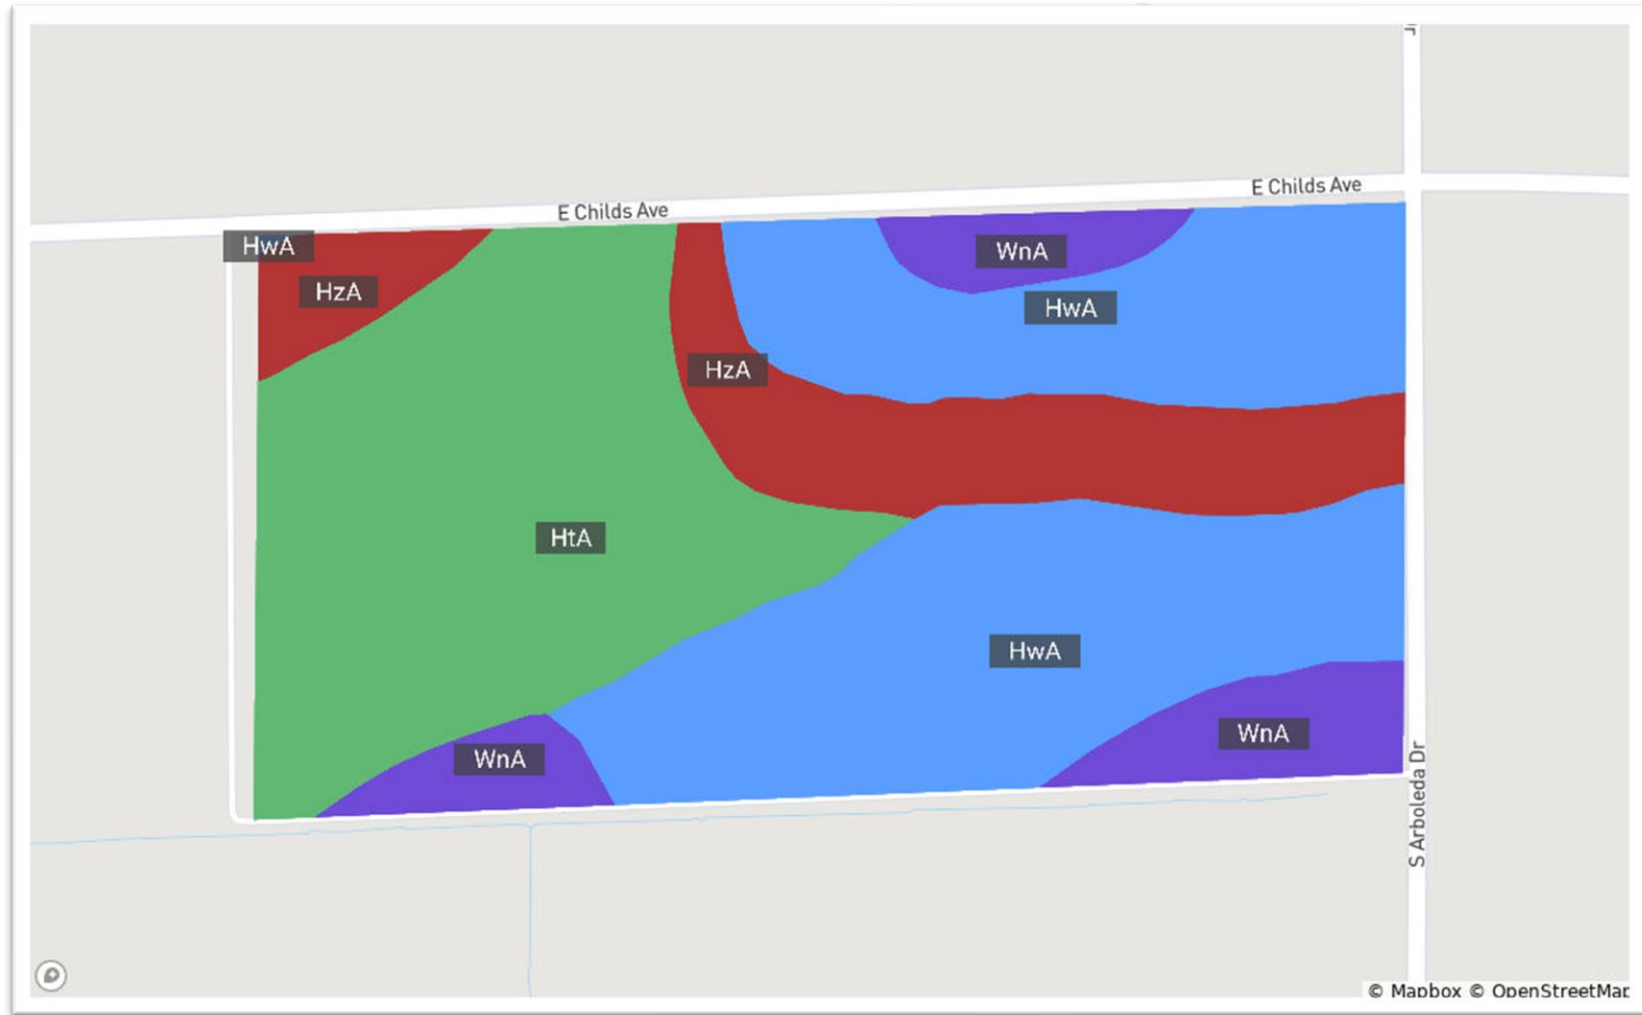 E Childs Ave
E Childs Ave
HwA
WnA
HzA
HwA
HzA
HtA
HwA
WnA
WnA
S Arboleda Dr
© Mapbox © OpenStreetMap